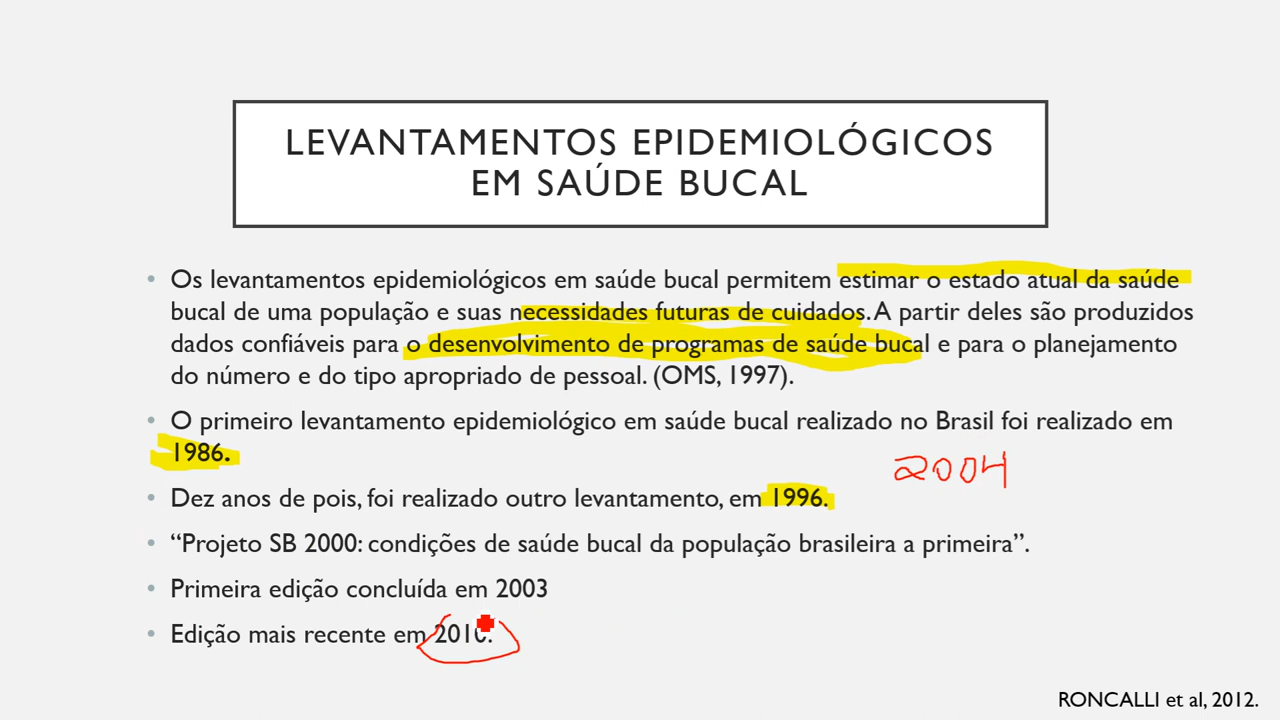 LEVANTAMENTOS EPIDEMIOLÓGICOS
EM SAÚDE BUCAL
• Os levantamentos epidemiológicos em saúde bucal permitem estimar o estado atual da saúde
bucal de uma população e suas necessidades futuras de cuidados. A partir deles são produzidos
dados confiáveis para o desenvolvimento de programas de saúde bucal e para o planejamento
do número e do tipo apropriado de pessoal. (OMS, 1997).
• O primeiro levantamento epidemiológico em saúde bucal realizado no Brasil foi realizado em
1986.
2004
• Dez anos de pois, foi realizado outro levantamento, em 1996.
• “Projeto SB 2000: condições de saúde bucal da população brasileira a primeira”.
• Primeira edição concluída em 2003
• Edição mais recente em 2010.
RONCALLI et al, 2012.